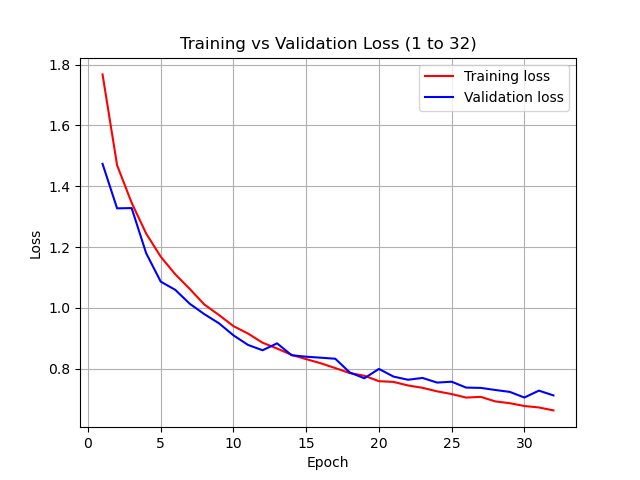 Training vs Validation Loss (1 to 32)
Training loss
Validation loss
1.8
1.6
1.4
1.2
1.0
0.8
Loss
0 5 10 15 20 25 30
Epoch